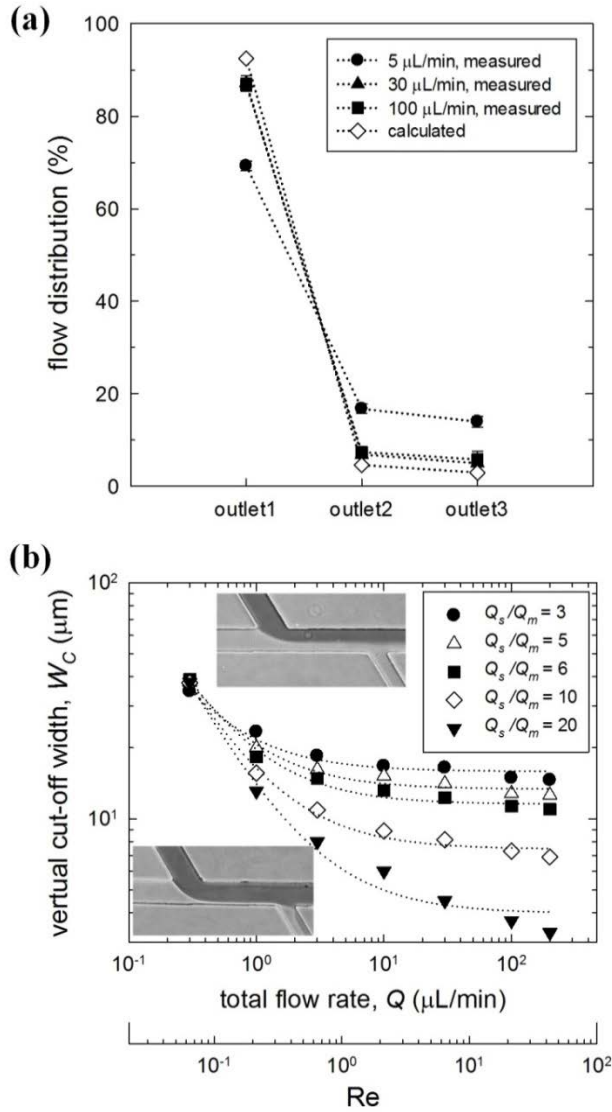 (a)
100
80
60
40
20
0
flow distribution (%)
5 μL/min, measured
30 μL/min, measured
100 μL/min, measured
calculated
outlet1 outlet2 outlet3
(b)
10²
10¹
vertual cut-off width, W_C (μm)
Q_s/Q_m = 3
Q_s/Q_m = 5
Q_s/Q_m = 6
Q_s/Q_m = 10
Q_s/Q_m = 20
10⁻¹ 10⁰ 10¹ 10²
total flow rate, Q (μL/min)
10⁻¹ 10⁰ 10¹ 10²
Re